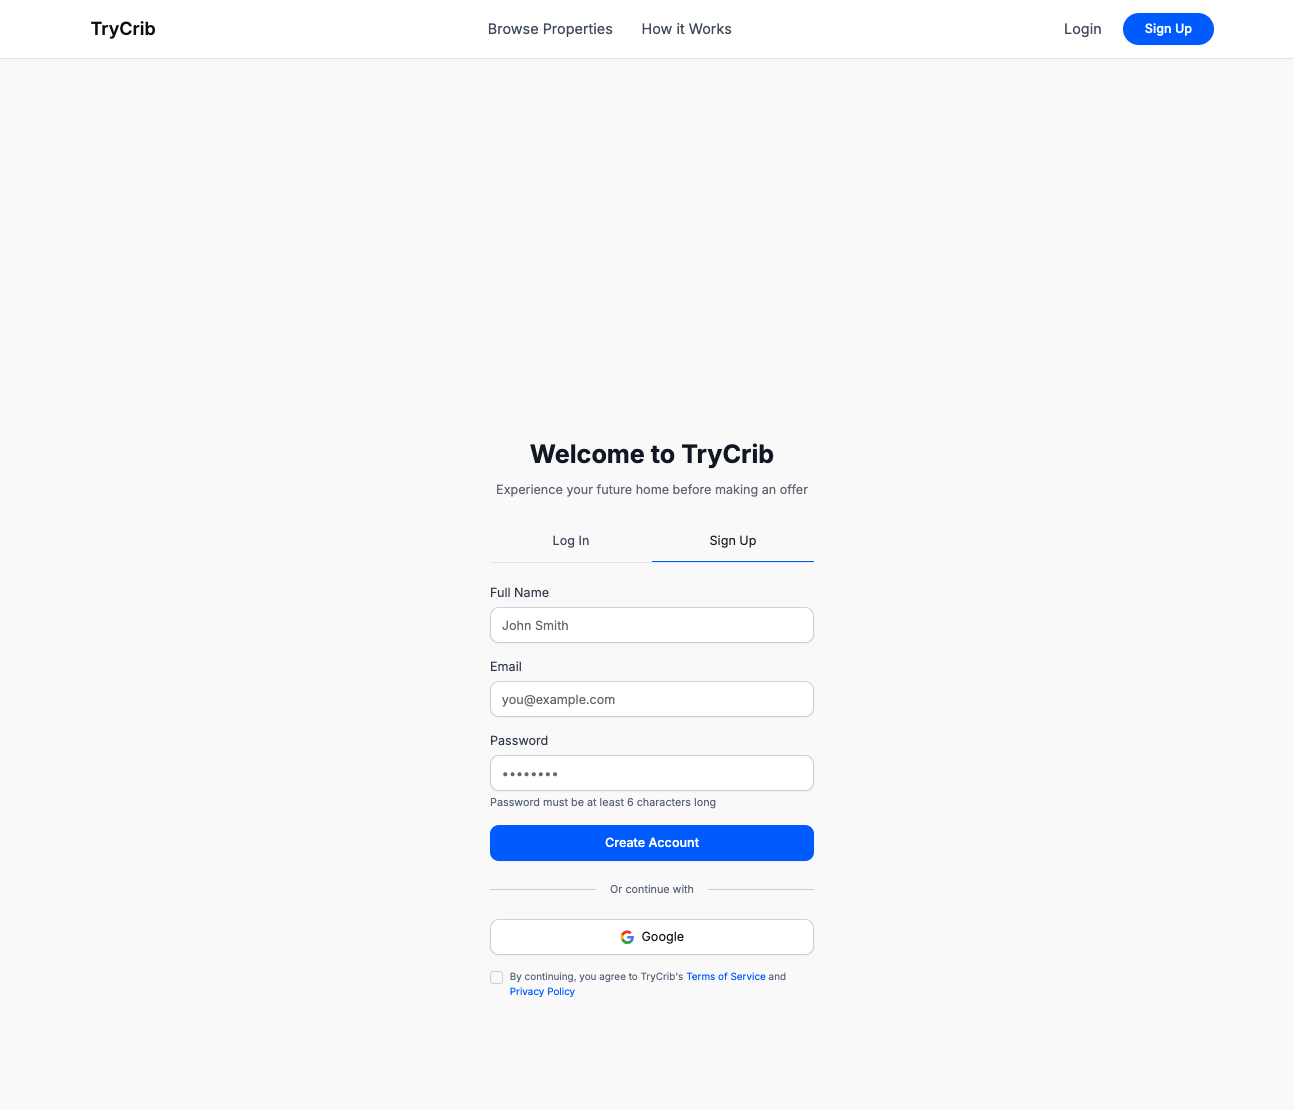 TryCrib
Browse Properties
How it Works
Login
Sign Up
Welcome to TryCrib
Experience your future home before making an offer
Log In
Sign Up
Full Name
John Smith
Email
you@example.com
Password
••••••••
Password must be at least 6 characters long
Create Account
Or continue with
Google
By continuing, you agree to TryCrib's Terms of Service and
Privacy Policy